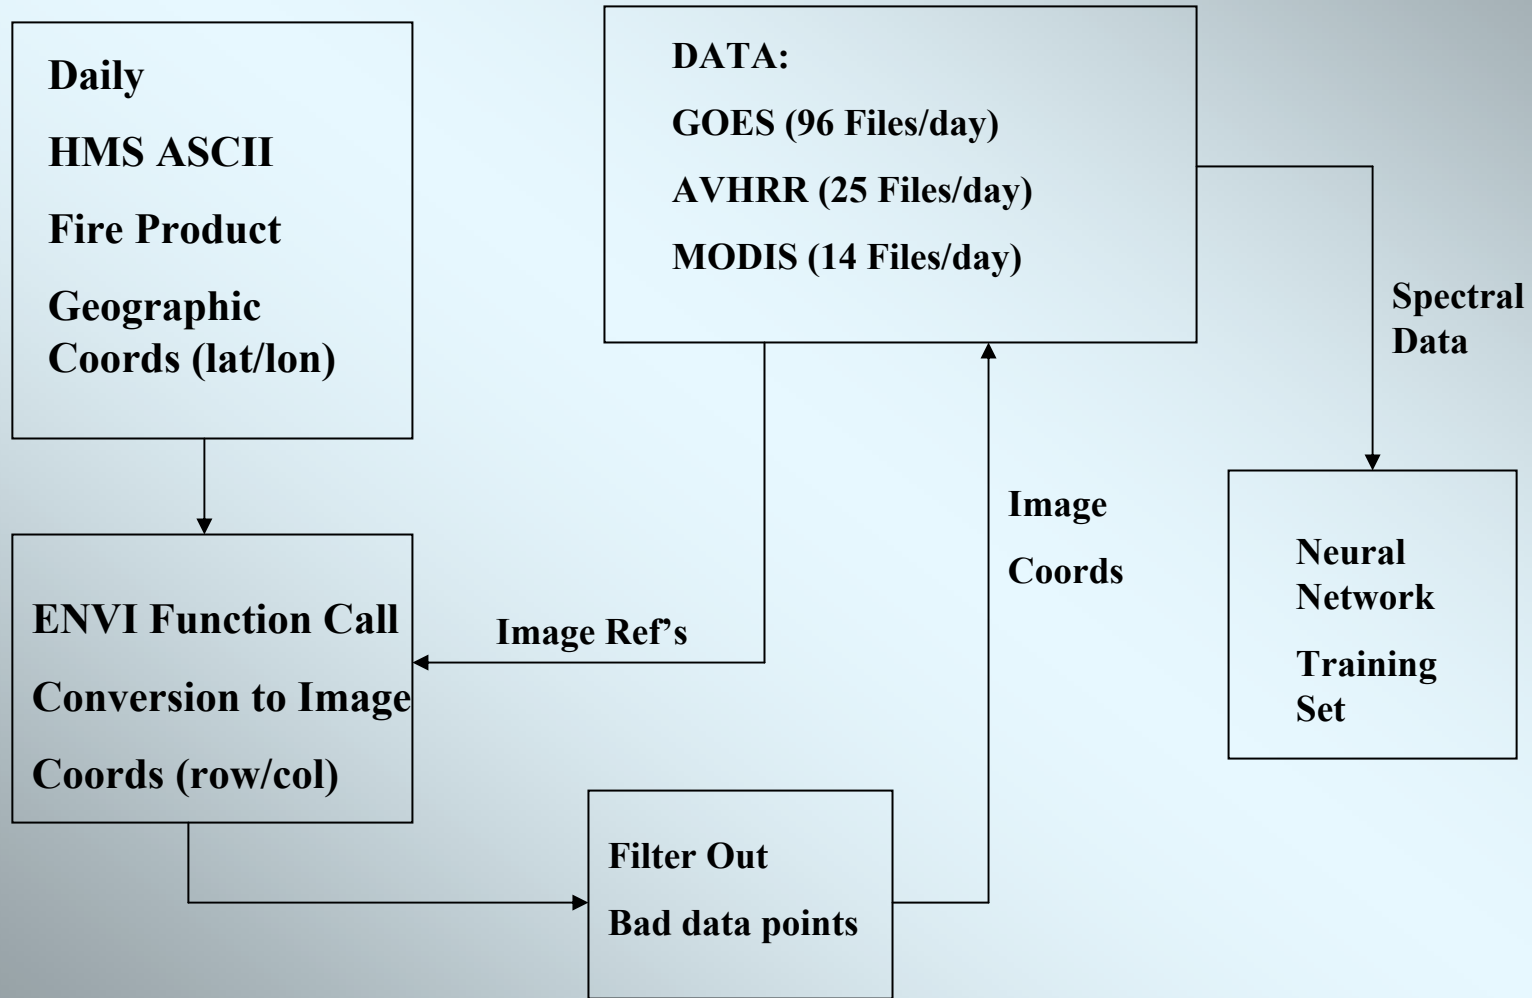 Daily
HMS ASCII
Fire Product
Geographic
Coords (lat/lon)
DATA:
GOES (96 Files/day)
AVHRR (25 Files/day)
MODIS (14 Files/day)
Spectral
Data
Image
Coords
Neural
Network
Training
Set
ENVI Function Call
Conversion to Image
Coords (row/col)
Image Ref’s
Filter Out
Bad data points